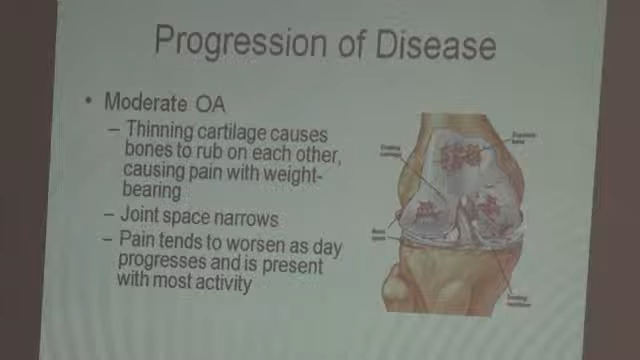 Progression of Disease
• Moderate OA
– Thinning cartilage causes
bones to rub on each other,
causing pain with weight-
bearing
– Joint space narrows
– Pain tends to worsen as day
progresses and is present
with most activity